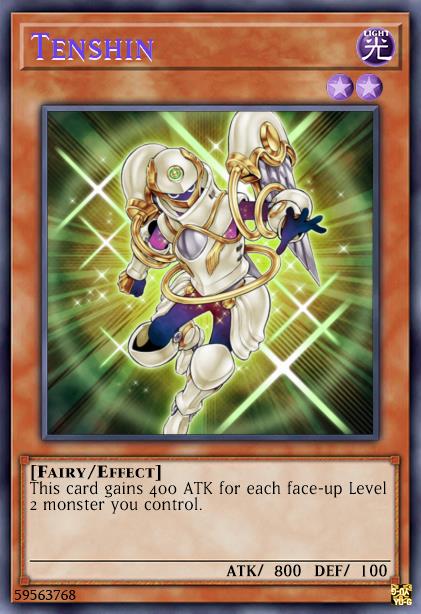 Tenshin
LIGHT
光
[Fairy/Effect]
This card gains 400 ATK for each face-up Level
2 monster you control.
ATK/ 800 DEF/ 100
59563768